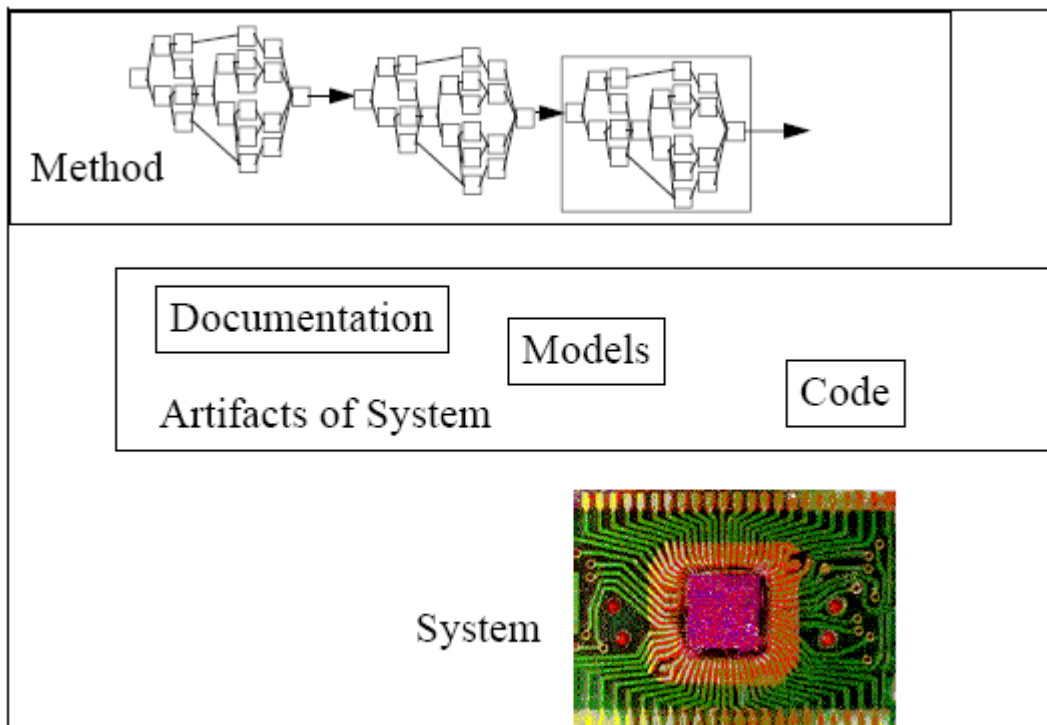 Method
Documentation
Models
Code
Artifacts of System
System